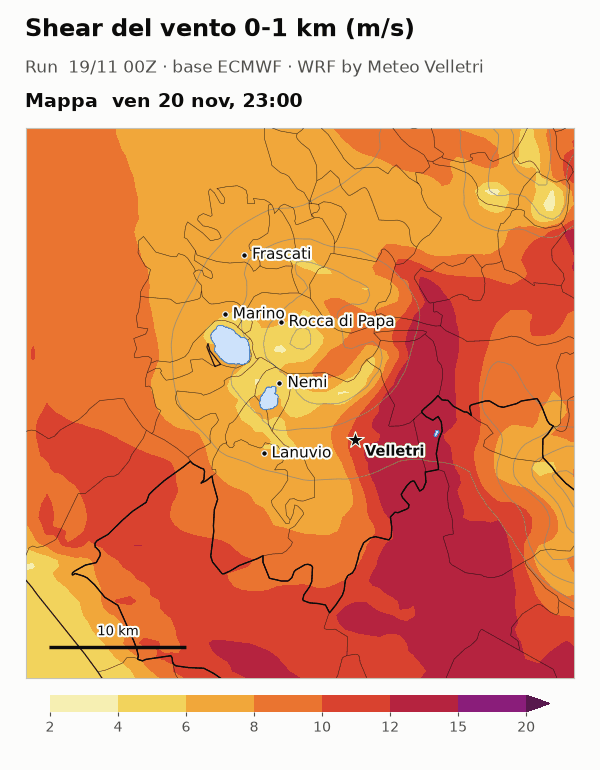 Shear del vento 0-1 km (m/s)
Run  19/11 00Z · base ECMWF · WRF by Meteo Velletri
Mappa  ven 20 nov, 23:00
Frascati
Marino
Rocca di Papa
Nemi
Velletri
Lanuvio
10 km
2 4 6 8 10 12 15 20